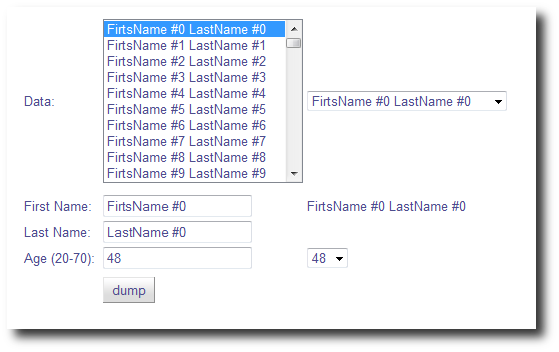 FirtsName #0 LastName #0
FirtsName #1 LastName #1
FirtsName #2 LastName #2
FirtsName #3 LastName #3
FirtsName #4 LastName #4
Data:
FirtsName #0 LastName #0
FirtsName #5 LastName #5
FirtsName #6 LastName #6
FirtsName #7 LastName #7
FirtsName #8 LastName #8
FirtsName #9 LastName #9
First Name:
FirtsName #0
FirtsName #0 LastName #0
Last Name:
LastName #0
Age (20-70):
48
48
dump